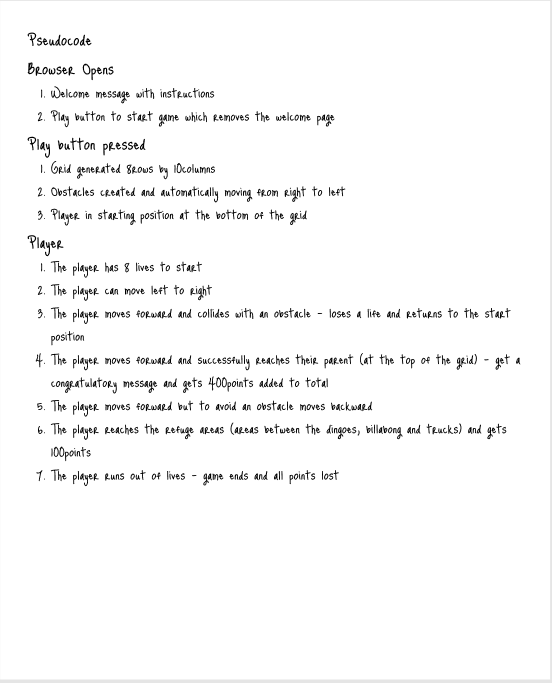 Pseudocode
Browser Opens
1. Welcome message with instructions
2. Play button to start game which removes the welcome page
Play button pressed
1. Grid generated 8rows by 10columns
2. Obstacles created and automatically moving from right to left
3. Player in starting position at the bottom of the grid
Player
1. The player has 8 lives to start
2. The player can move left to right
3. The player moves forward and collides with an obstacle - loses a life and returns to the start
position
4. The player moves forward and successfully reaches their parent (at the top of the grid) - get a
congratulatory message and gets 400points added to total
5. The player moves forward but to avoid an obstacle moves backward
6. The player reaches the refuge areas (areas between the dingoes, billabong and trucks) and gets
100points
7. The player runs out of lives - game ends and all points lost